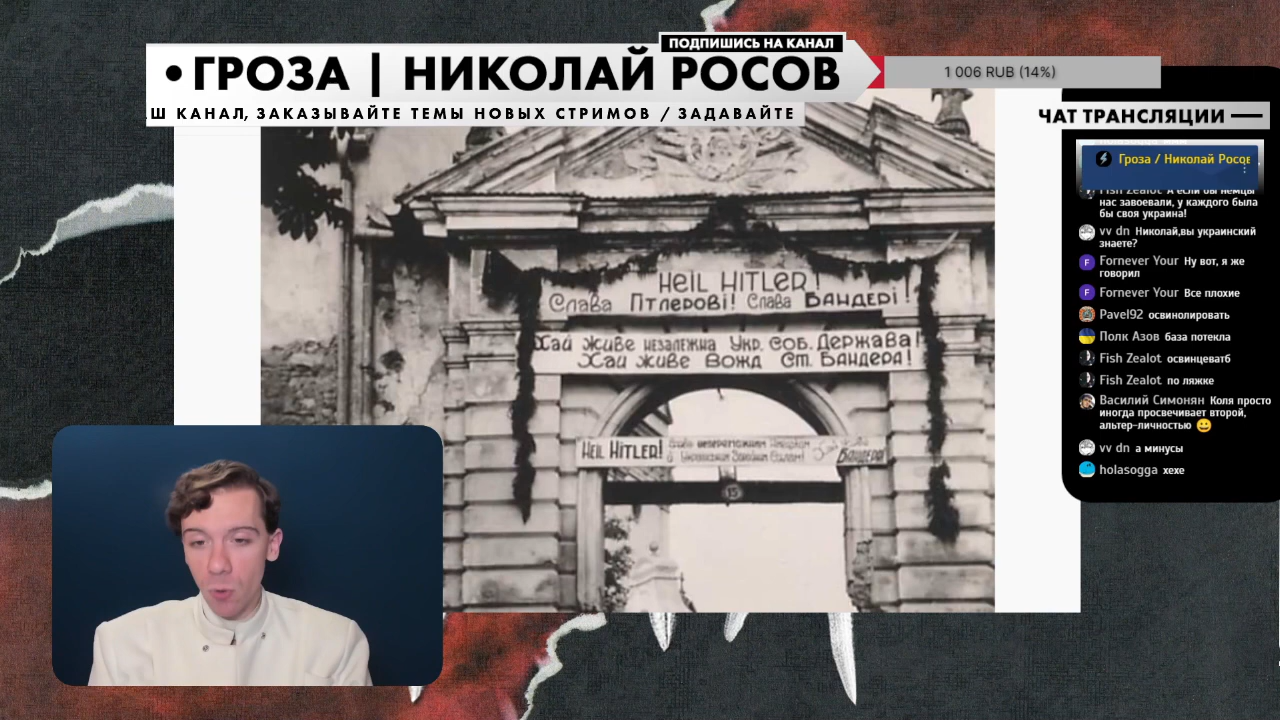 ПОДПИШИСЬ НА КАНАЛ
• ГРОЗА | НИКОЛАЙ РОСОВ
1 006 RUB (14%)
Ш КАНАЛ, ЗАКАЗЫВАЙТЕ ТЕМЫ НОВЫХ СТРИМОВ / ЗАДАВАЙТЕ
ЧАТ ТРАНСЛЯЦИИ
Гроза / Николай Росов
Fish Zealot А если бы немцы
нас завоевали, у каждого была
бы своя украина!
vv dn Николай,вы украинский
знаете?
Fornever Your Ну вот, я же
говорил
Fornever Your Все плохие
Pavel92 освинолировать
Полк Азов база потекла
Fish Zealot освинцеватб
Fish Zealot по ляжке
Василий Симонян Коля просто
иногда просвечивает второй,
альтер-личностью 😀
vv dn а минусы
holasogga хехе
HEIL HITLER!
Слава Гітлерові! Слава Бандері!
Хай живе незалежна Укр. Соб. Держава!
Хай живе вожд Ст. Бандера!
HEIL HITLER!
Бандера!
15